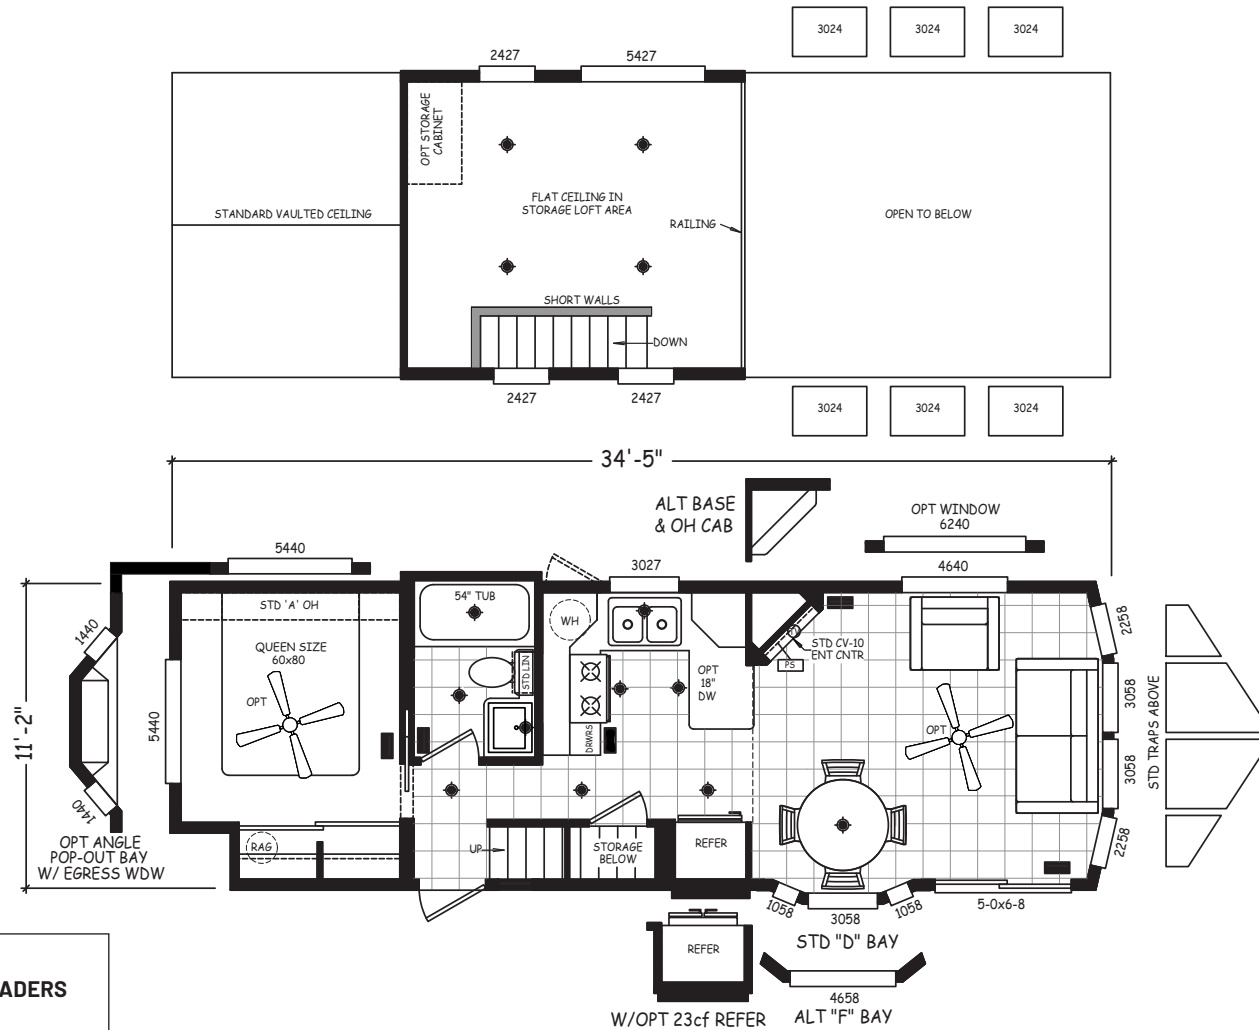 3024
3024
3024
2427
5427
OPT STORAGE
CABINET
FLAT CEILING IN
STORAGE LOFT AREA
STANDARD VAULTED CEILING
RAILING
OPEN TO BELOW
SHORT WALLS
DOWN
2427
2427
3024
3024
3024
34'-5"
ALT BASE
& OH CAB
OPT WINDOW
6240
5440
3027
4640
STD 'A' OH
54" TUB
WH
1440
QUEEN SIZE
60x80
STD LIN
STD CV-10
ENT CNTR
PS
2258
OPT
18"
DW
OPT
OPT
3058
STD TRAPS ABOVE
11'-2"
5440
DRWRS
3058
1440
OPT ANGLE
POP-OUT BAY
W/ EGRESS WDW
RAG
UP
STORAGE
BELOW
REFER
2258
1058
3058
1058
5-0x6-8
STD "D" BAY
REFER
4658
ALT "F" BAY
W/OPT 23cf REFER
ADERS